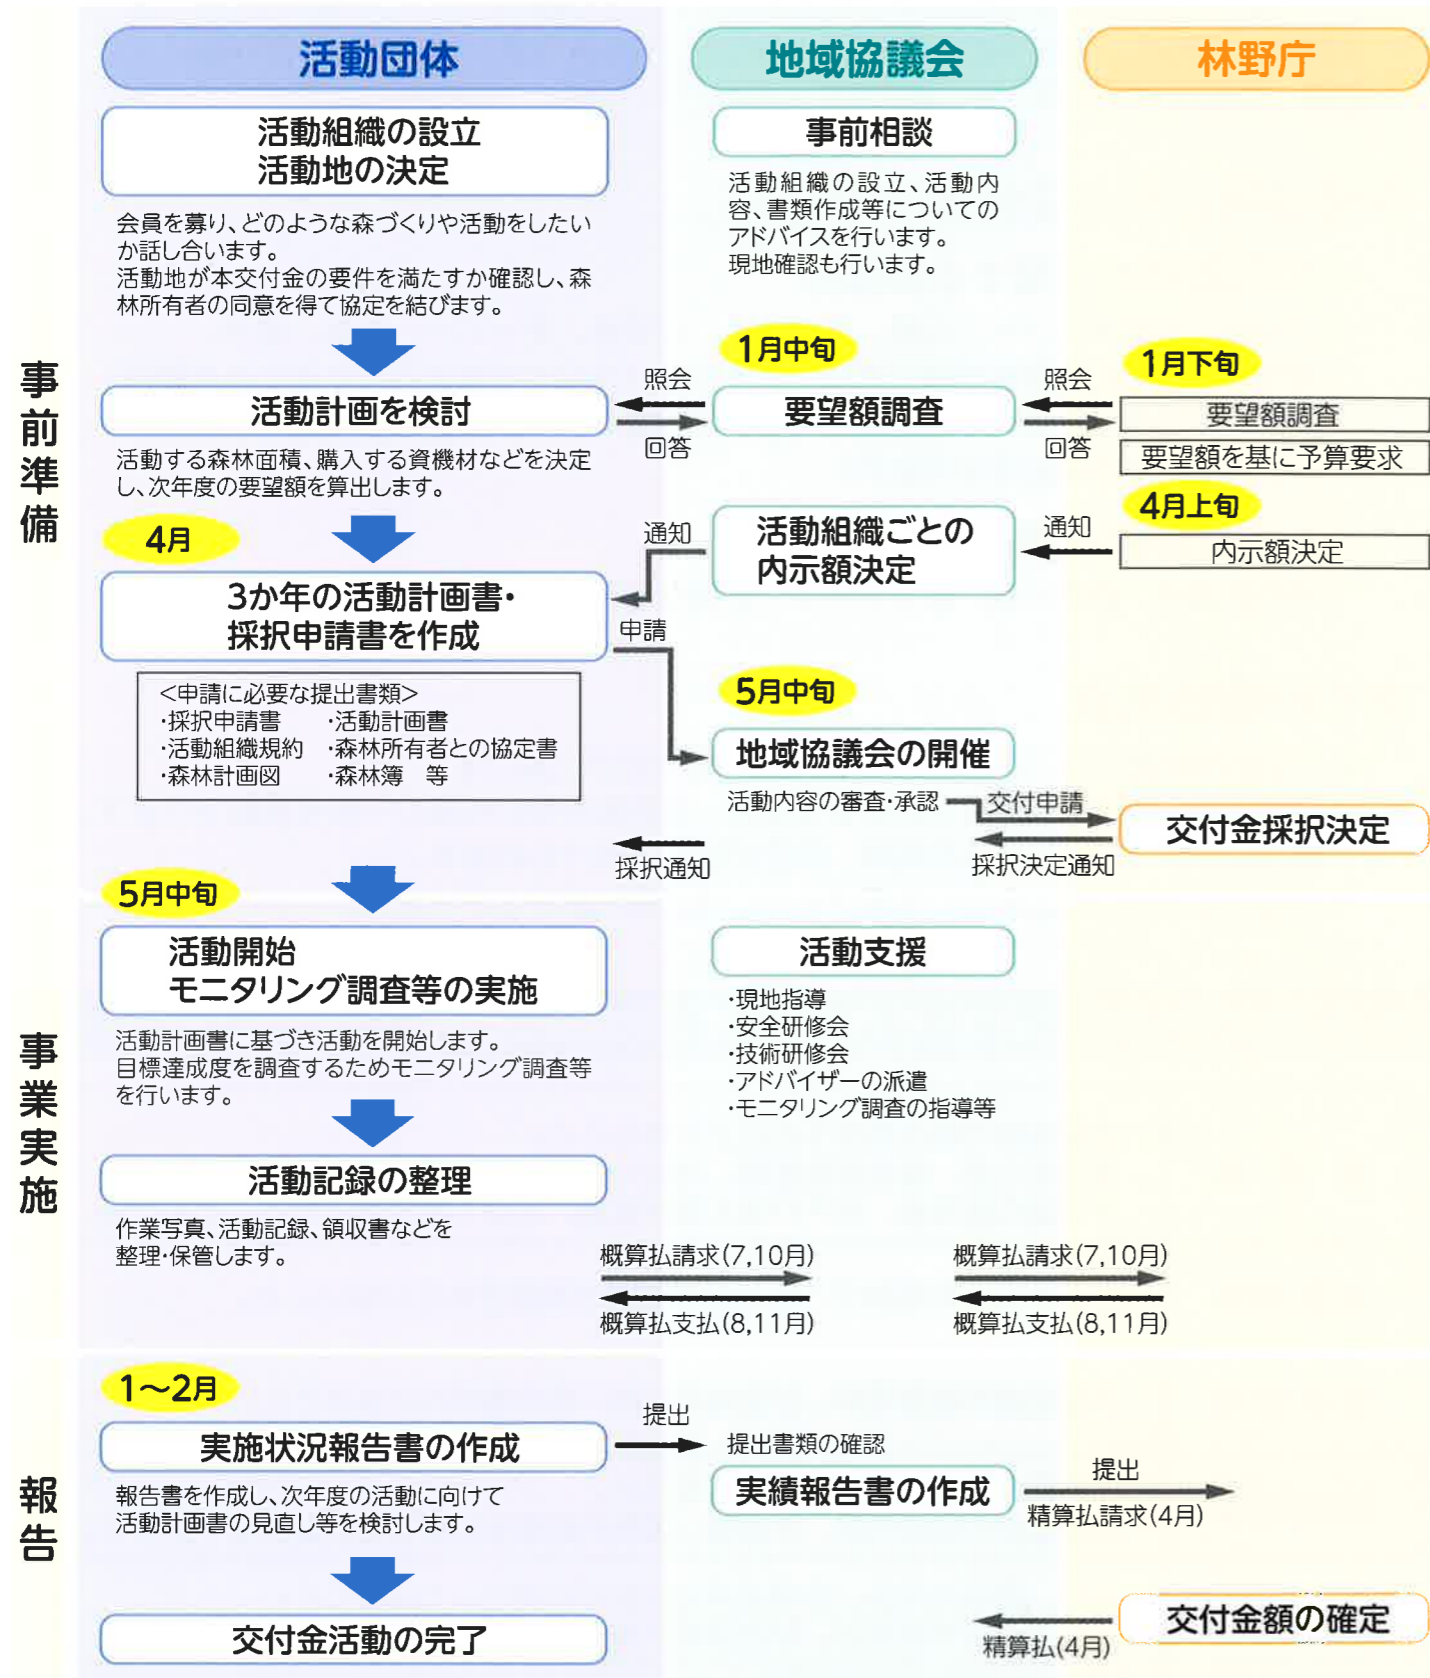 活動団体
地域協議会
林野庁
事前準備
活動組織の設立
活動地の決定
会員を募り、どのような森づくりや活動をしたい
か話し合います。
活動地が本交付金の要件を満たすか確認し、森
林所有者の同意を得て協定を結びます。
事前相談
活動組織の設立、活動内
容、書類作成等についての
アドバイスを行います。
現地確認も行います。
1月中旬
1月下旬
活動計画を検討
照会
回答
要望額調査
照会
回答
要望額調査
要望額を基に予算要求
活動する森林面積、購入する資機材などを決定
し、次年度の要望額を算出します。
4月
通知
活動組織ごとの
内示額決定
通知
4月上旬
内示額決定
3か年の活動計画書・
採択申請書を作成
申請
<申請に必要な提出書類>
・採択申請書 ・活動計画書
・活動組織規約 ・森林所有者との協定書
・森林計画図 ・森林簿 等
5月中旬
地域協議会の開催
活動内容の審査・承認
交付申請
交付金採択決定
採択決定通知
採択通知
事業実施
5月中旬
活動開始
モニタリング調査等の実施
活動計画書に基づき活動を開始します。
目標達成度を調査するためモニタリング調査等
を行います。
活動支援
・現地指導
・安全研修会
・技術研修会
・アドバイザーの派遣
・モニタリング調査の指導等
活動記録の整理
作業写真、活動記録、領収書などを
整理・保管します。
概算払請求(7,10月)
概算払支払(8,11月)
概算払請求(7,10月)
概算払支払(8,11月)
報告
1〜2月
実施状況報告書の作成
報告書を作成し、次年度の活動に向けて
活動計画書の見直し等を検討します。
提出
提出書類の確認
実績報告書の作成
提出
精算払請求(4月)
交付金活動の完了
精算払(4月)
交付金額の確定